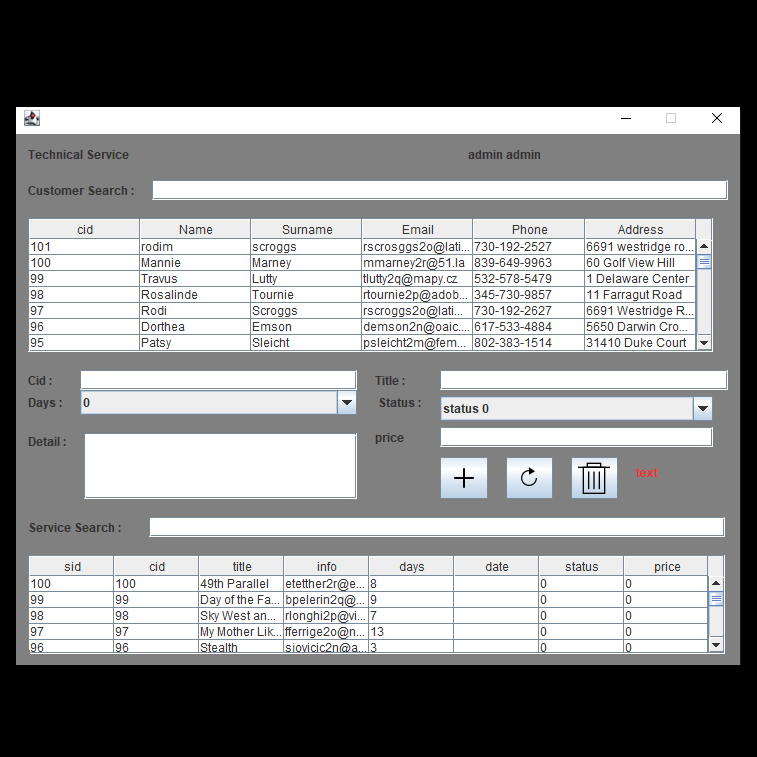 Technical Service admin admin
Customer Search :
cid Name Surname Email Phone Address
101 rodim scroggs rscrosggs2o@lati... 730-192-2527 6691 westridge ro...
100 Mannie Marney mmarney2r@51.la 839-649-9963 60 Golf View Hill
99 Travus Lutty tlutty2q@mapy.cz 532-578-5479 1 Delaware Center
98 Rosalinde Tournie rtournie2p@adob... 345-730-9857 11 Farragut Road
97 Rodi Scroggs rscroggs2o@lati... 730-192-2627 6691 Westridge R...
96 Dorthea Emson demson2n@oaic.... 617-533-4884 5650 Darwin Cro...
95 Patsy Sleicht psleicht2m@fem... 802-383-1514 31410 Duke Court
Cid : Title :
Days : 0 Status : status 0
Detail : price
text
Service Search :
sid cid title info days date status price
100 100 49th Parallel etetther2r@e... 8 0 0
99 99 Day of the Fa... bpelerin2q@... 9 0 0
98 98 Sky West an... rlonghi2p@vi... 7 0 0
97 97 My Mother Lik... fferrige2o@n... 13 0 0
96 96 Stealth sjovicic2n@a... 3 0 0